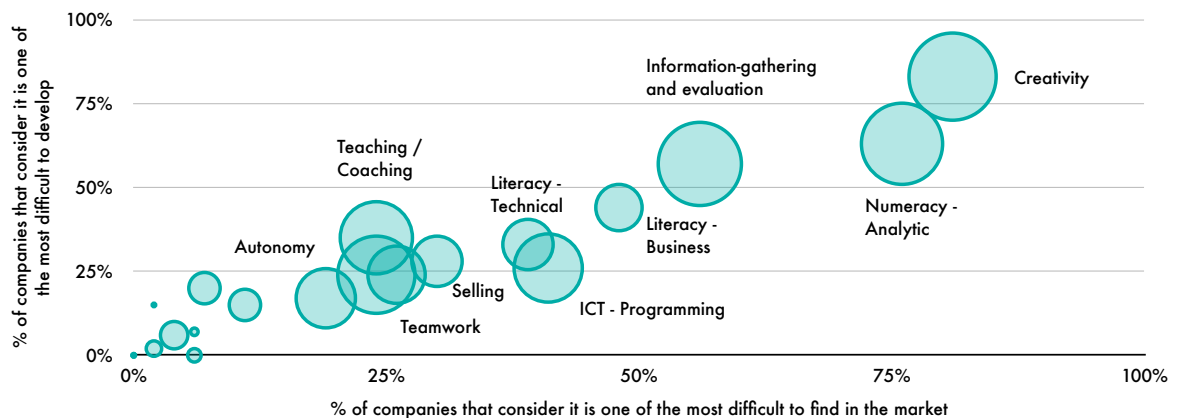 % of companies that consider it is one of
the most difficult to develop
100%
75%
50%
25%
0%
Information-gathering
and evaluation
Creativity
Teaching /
Coaching
Literacy -
Technical
Numeracy -
Analytic
Literacy -
Business
Autonomy
Selling
ICT - Programming
Teamwork
0%
25%
50%
75%
100%
% of companies that consider it is one of the most difficult to find in the market